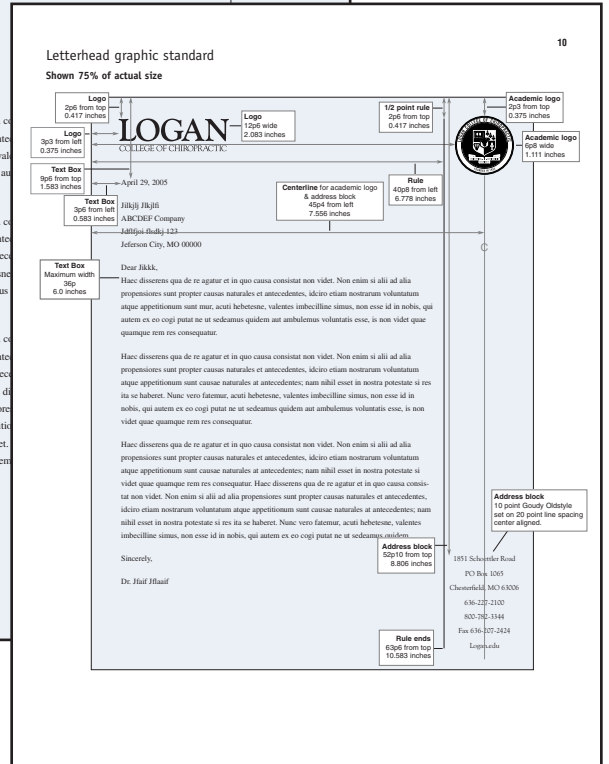 10
Letterhead graphic standard
Shown 75% of actual size
Logo
2p6 from top
0.417 inches
Logo
3p3 from left
0.375 inches
LOGAN
COLLEGE OF CHIROPRACTIC
Logo
12p6 wide
2.083 inches
1/2 point rule
2p6 from top
0.417 inches
Academic logo
2p3 from top
0.375 inches
Academic logo
6p8 wide
1.111 inches
Text Box
9p6 from top
1.583 inches
Text Box
3p6 from left
0.583 inches
Centerline for academic logo
& address block
45p4 from left
7.556 inches
Rule
40p8 from left
6.778 inches
C
Text Box
Maximum width
36p
6.0 inches
April 29, 2005
Jilkjlj Jlkjlfi
ABCDEF Company
Jdflfjoi flsdkj 123
Jeferson City, MO 00000
Dear Jikkk,
Haec disserens qua de re agatur et in quo causa consistat non videt. Non enim si alii ad alia
propensiores sunt propter causas naturales et antecedentes, idciro etiam nostrarum voluntatum
atque appetitionum sunt mur, acuti hebetesne, valentes imbecilline simus, non esse id in nobis, qui
autem ex eo cogi putat ne ut sedeamus quidem aut ambulemus voluntatis esse, is non videt quae
quamque rem res consequatur.
Haec disserens qua de re agatur et in quo causa consistat non videt. Non enim si alii ad alia
propensiores sunt propter causas naturales et antecedentes, idciro etiam nostrarum voluntatum
atque appetitionum sunt causae naturales at antecedentes; nam nihil esset in nostra potestate si res
ita se haberet. Nunc vero fatemur, acuti hebetesne, valentes imbecilline simus, non esse id in
nobis, qui autem ex eo cogi putat ne ut sedeamus quidem aut ambulemus voluntatis esse, is non
videt quae quamque rem res consequatur.
Haec disserens qua de re agatur et in quo causa consistat non videt. Non enim si alii ad alia
propensiores sunt propter causas naturales et antecedentes, idciro etiam nostrarum voluntatum
atque appetitionum sunt causae naturales at antecedentes; nam nihil esset in nostra potestate si
videt quae quamque rem res consequatur. Haec disserens qua de re agatur et in quo causa consis-
tat non videt. Non enim si alii ad alia propensiores sunt propter causas naturales et antecedentes,
idciro etiam nostrarum voluntatum atque appetitionum sunt causae naturales at antecedentes; nam
nihil esset in nostra potestate si res ita se haberet. Nunc vero fatemur, acuti hebetesne, valentes
imbecilline simus, non esse id in nobis, qui autem ex eo cogi putat ne ut sedeamus quidem
Sincerely,
Dr. Jfaif Jflaaif
Address block
10 point Goudy Oldstyle
set on 20 point line spacing
center aligned.
Address block
52p10 from top
8.806 inches
1851 Schoettler Road
PO Box 1065
Chesterfield, MO 63006
636-227-2100
800-782-3344
Fax 636-207-2424
Logan.edu
Rule ends
63p6 from top
10.583 inches